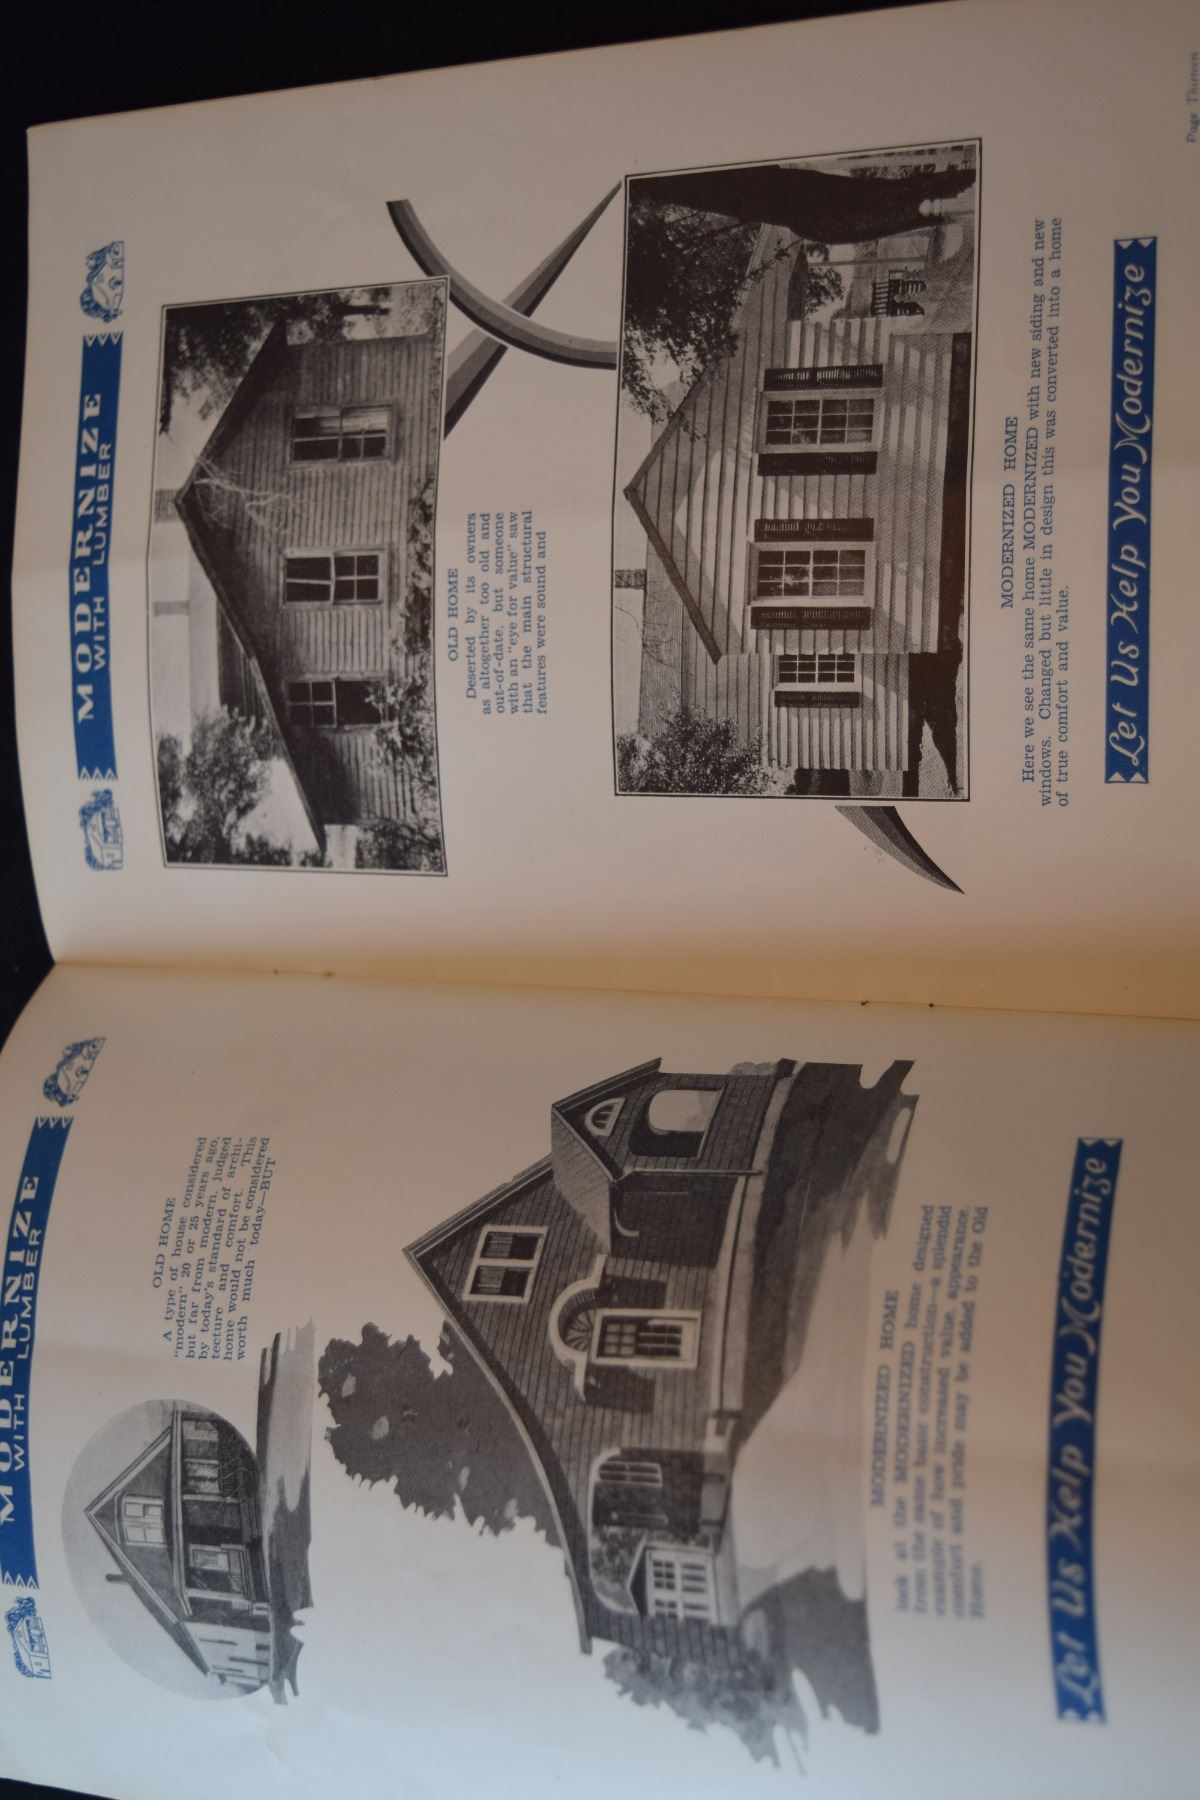 MODERNIZE
WITH LUMBER
OLD HOME
A type of house considered
"modern" 20 or 25 years ago,
but far from modern, judged
by today's standard of archi-
tecture and comfort. This
home would not be considered
worth much today—BUT
MODERNIZED HOME
look at the MODERNIZED home designed
from the same basic construction—a splendid
example of how increased value, appearance,
comfort and pride may be added to the Old
Home.
Let Us Help You Modernize
MODERNIZE
WITH LUMBER
OLD HOME
Deserted by its owners
as altogether too old and
out-of-date, but someone
with an "eye for value" saw
that the main structural
features were sound and
MODERNIZED HOME
Here we see the same home MODERNIZED with new siding and new
windows. Changed but little in design this was converted into a home
of true comfort and value.
Let Us Help You Modernize
Page Thirteen